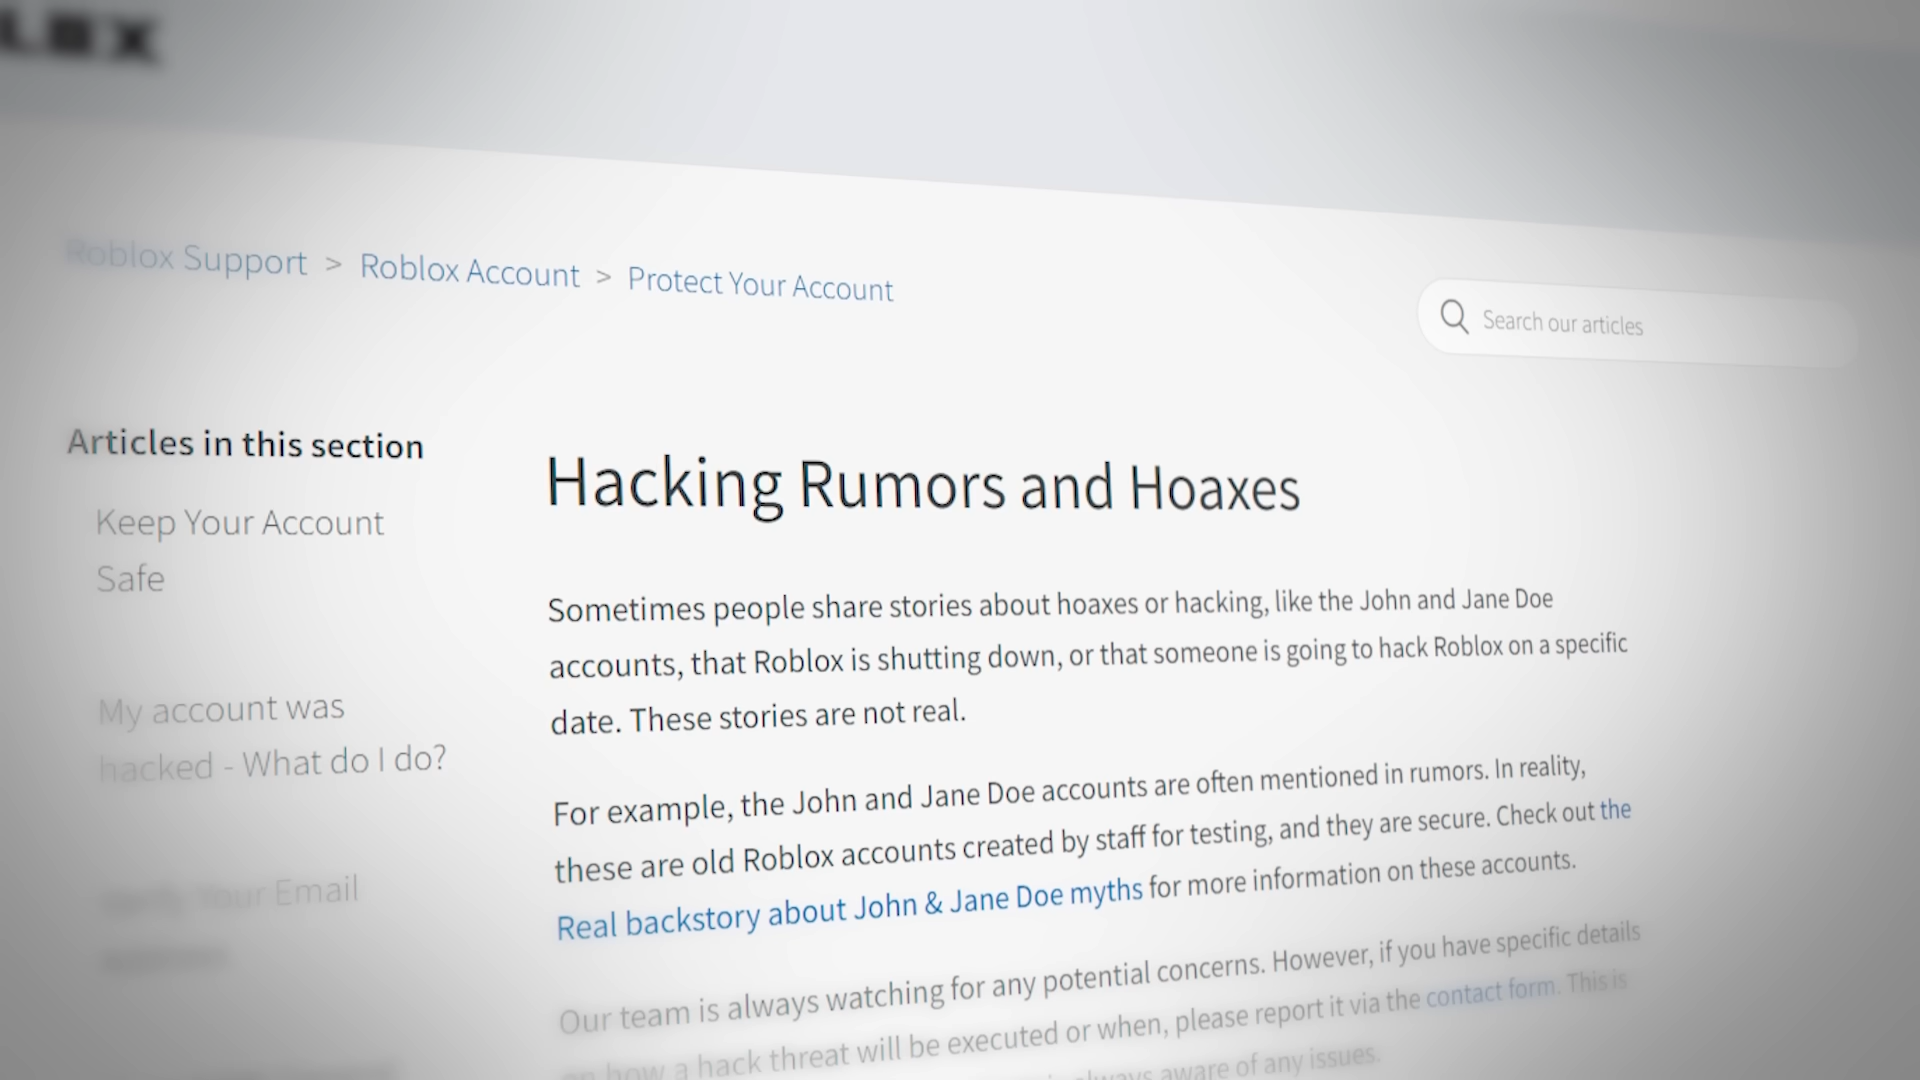 Roblox Support > Roblox Account > Protect Your Account
Search our articles
Articles in this section
Keep Your Account
Safe
My account was
hacked - What do I do?
Your Email
Hacking Rumors and Hoaxes
Sometimes people share stories about hoaxes or hacking, like the John and Jane Doe
accounts, that Roblox is shutting down, or that someone is going to hack Roblox on a specific
date. These stories are not real.
For example, the John and Jane Doe accounts are often mentioned in rumors. In reality,
these are old Roblox accounts created by staff for testing, and they are secure. Check out the
Real backstory about John & Jane Doe myths for more information on these accounts.
Our team is always watching for any potential concerns. However, if you have specific details
on how a hack threat will be executed or when, please report it via the contact form. This is
always aware of any issues.